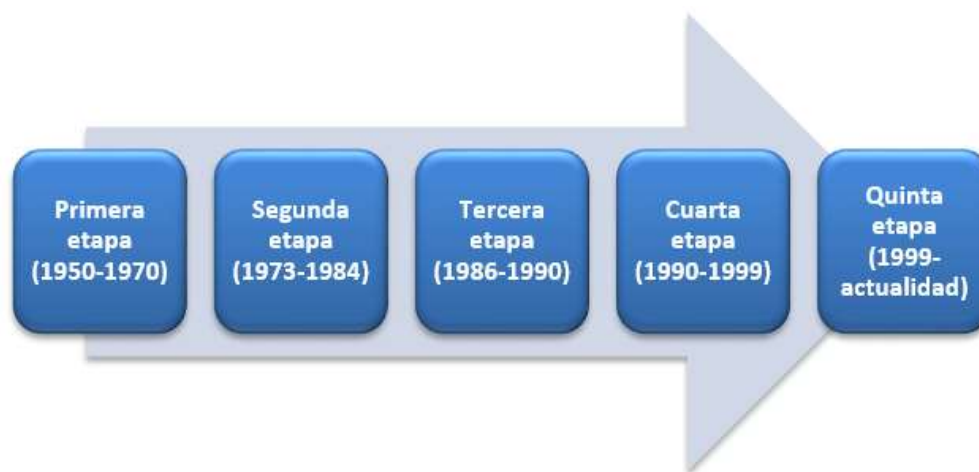 Primera
etapa
(1950-1970)
Segunda
etapa
(1973-1984)
Tercera
etapa
(1986-1990)
Cuarta
etapa
(1990-1999)
Quinta
etapa
(1999-
actualidad)